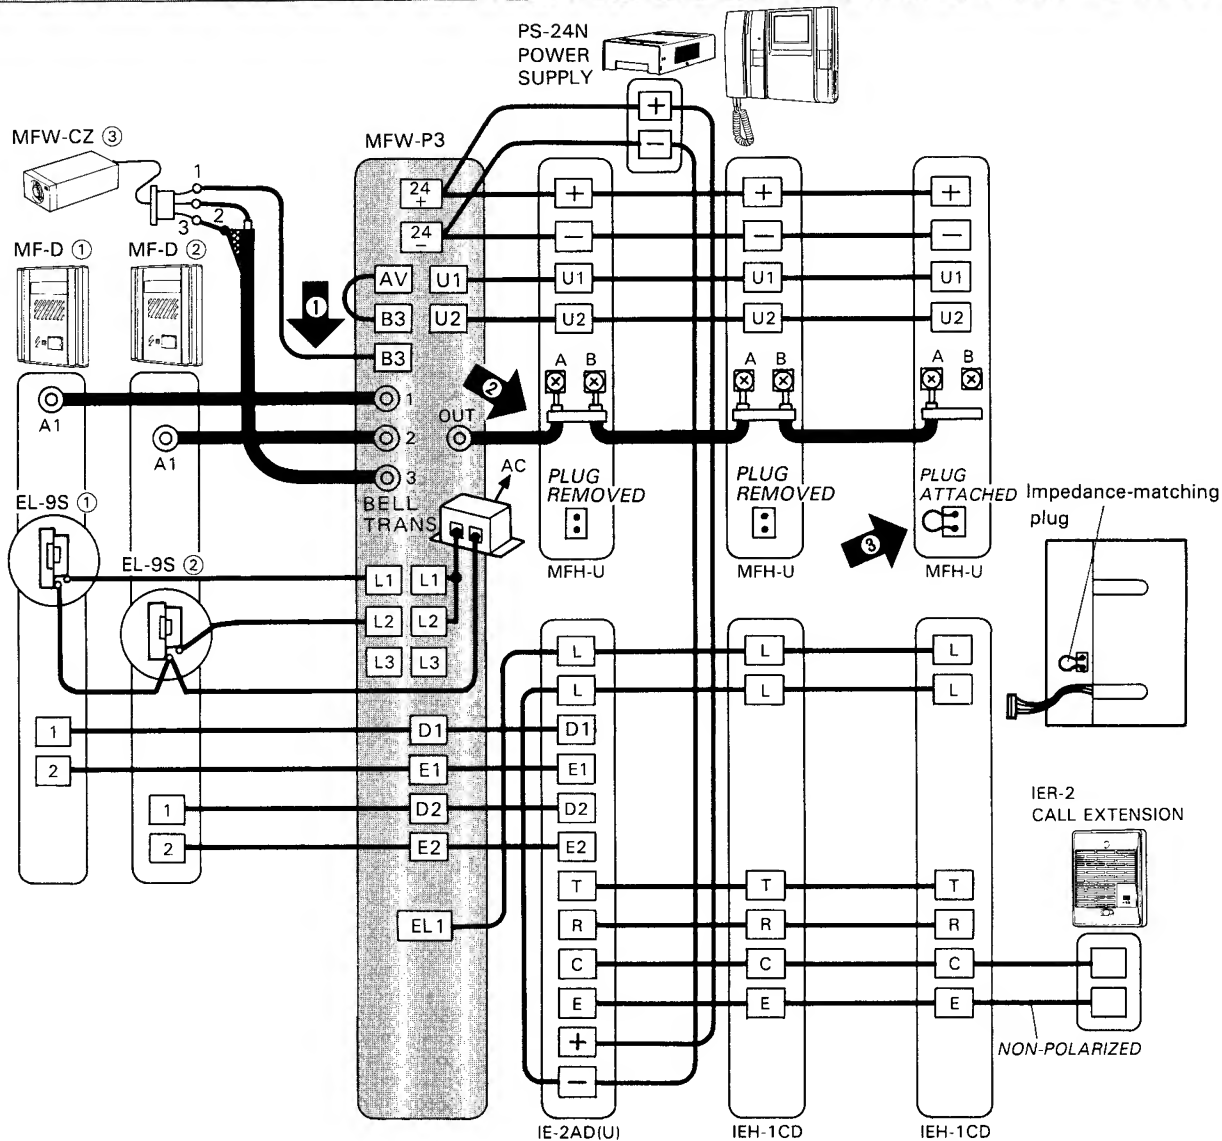 PS-24N
POWER
SUPPLY
+
−
MFW-CZ ③
1
2
3
MFW-P3
24
+
24
−
AV
B3
B3
U1
U2
1
2
3
OUT
BELL
TRANS
AC
L1 L1
L2 L2
L3 L3
D1
E1
D2
E2
EL1
MF-D ①
MF-D ②
A1
A1
EL-9S ①
EL-9S ②
1
2
1
2
❶
❷
❸
+ + +
− − −
U1 U1 U1
U2 U2 U2
A B A B A B
PLUG
REMOVED
PLUG
REMOVED
PLUG
ATTACHED
MFH-U MFH-U MFH-U
Impedance-matching
plug
L L L
L L L
D1
E1
D2
E2
T T T
R R R
C C C
E E E
+
−
IE-2AD(U) IEH-1CD IEH-1CD
IER-2
CALL EXTENSION
NON-POLARIZED